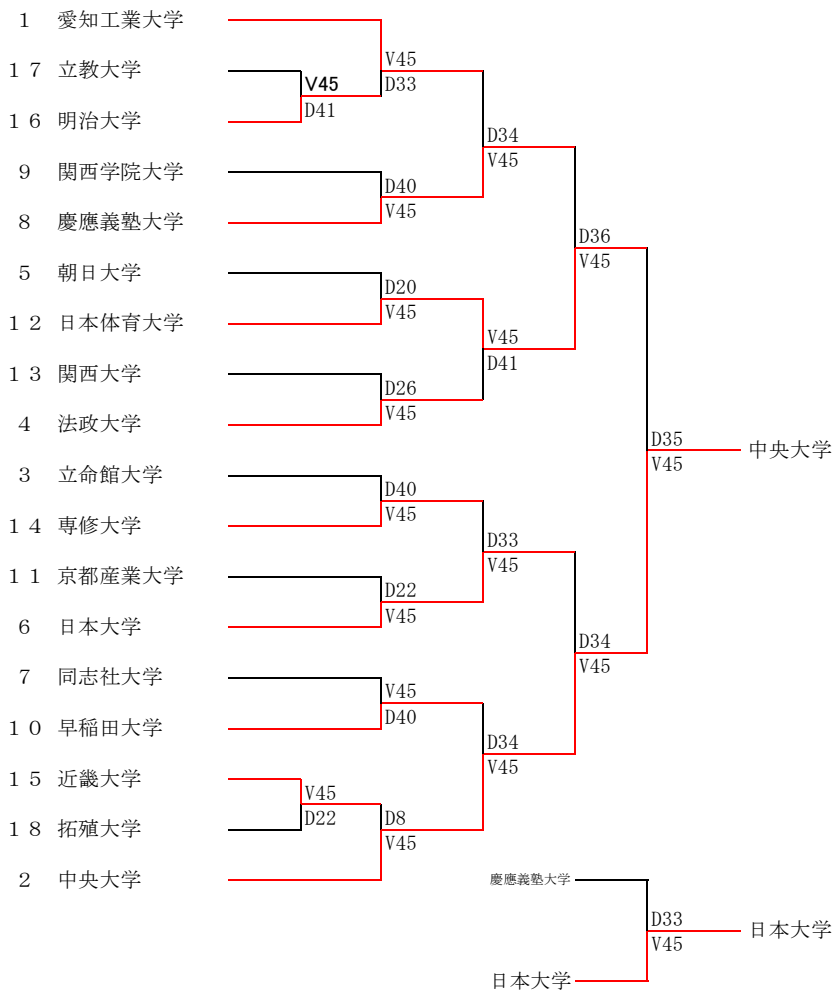 1 愛知工業大学
V45
１７ 立教大学
V45
D33
D41
１６ 明治大学
D34
V45
9 関西学院大学
D40
8 慶應義塾大学
V45
D36
V45
5 朝日大学
D20
１２ 日本体育大学
V45
V45
D41
１３ 関西大学
D26
4 法政大学
V45
D35
V45
中央大学
3 立命館大学
D40
１４ 専修大学
V45
D33
V45
１１ 京都産業大学
D22
6 日本大学
V45
D34
V45
7 同志社大学
V45
１０ 早稲田大学
D40
D34
V45
１５ 近畿大学
V45
D22
D8
１８ 拓殖大学
V45
2 中央大学
慶應義塾大学
D33
V45
日本大学
日本大学